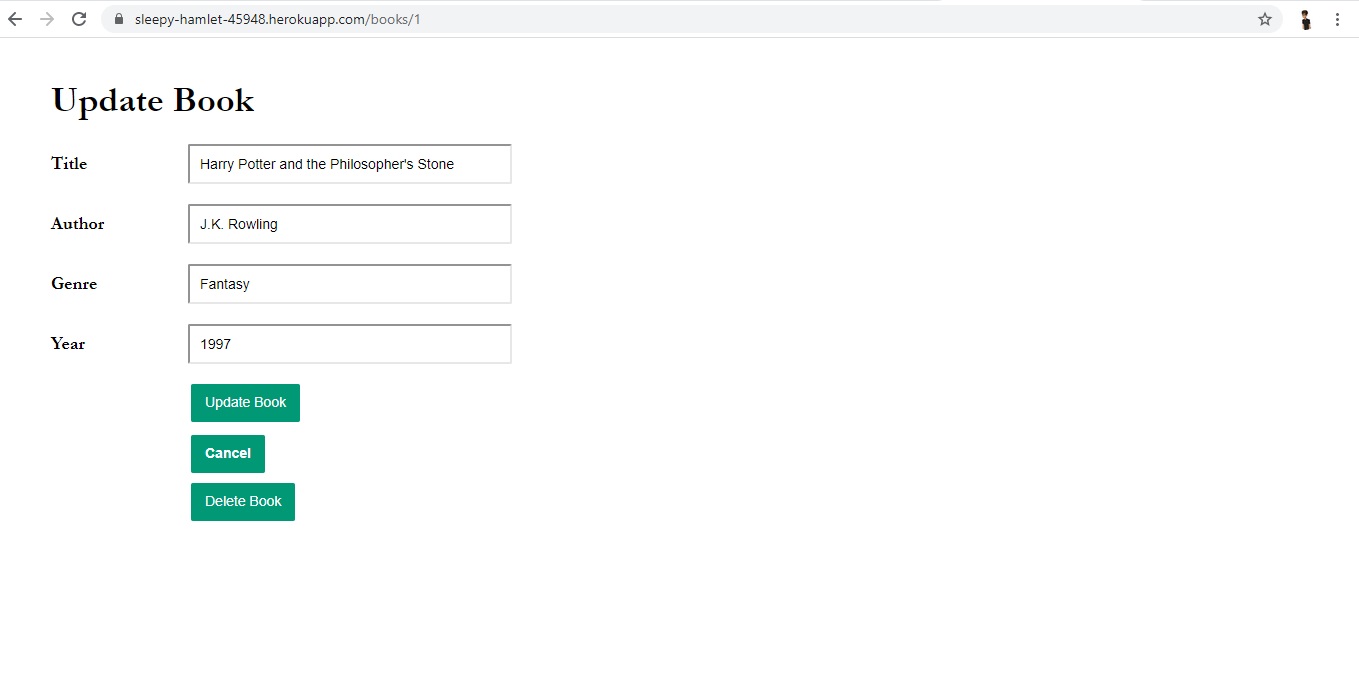 sleepy-hamlet-45948.herokuapp.com/books/1
Update Book
Title Harry Potter and the Philosopher's Stone
Author J.K. Rowling
Genre Fantasy
Year 1997
Update Book
Cancel
Delete Book